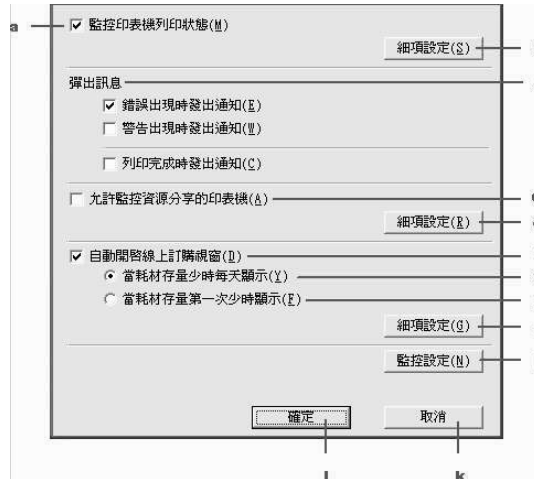 a
監控印表機列印狀態(M)
細項設定(S)
彈出訊息
錯誤出現時發出通知(E)
警告出現時發出通知(W)
列印完成時發出通知(C)
允許監控資源分享的印表機(A)
細項設定(R)
自動開啓線上訂購視窗(D)
當耗材存量少時每天顯示(Y)
當耗材存量第一次少時顯示(F)
細項設定(G)
監控設定(N)
確定
取消
k